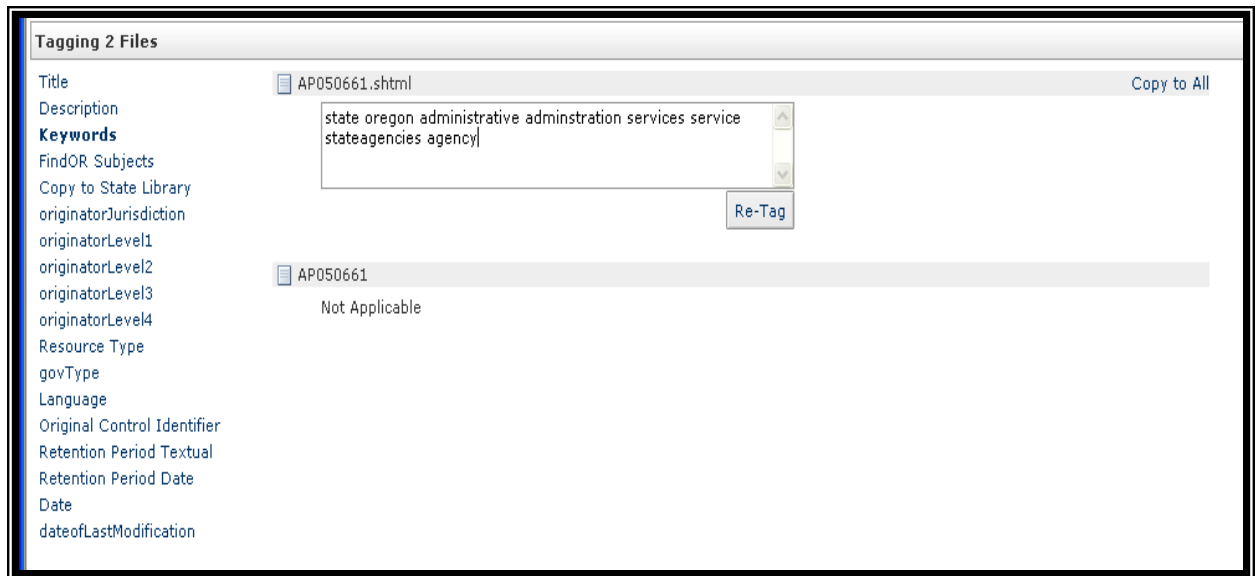 Tagging 2 Files
Title
Description
Keywords
FindOR Subjects
Copy to State Library
originatorJurisdiction
originatorLevel1
originatorLevel2
originatorLevel3
originatorLevel4
Resource Type
govType
Language
Original Control Identifier
Retention Period Textual
Retention Period Date
Date
dateofLastModification
AP050661.shtml
Copy to All
state oregon administrative adminstration services service
stateagencies agency
Re-Tag
AP050661
Not Applicable